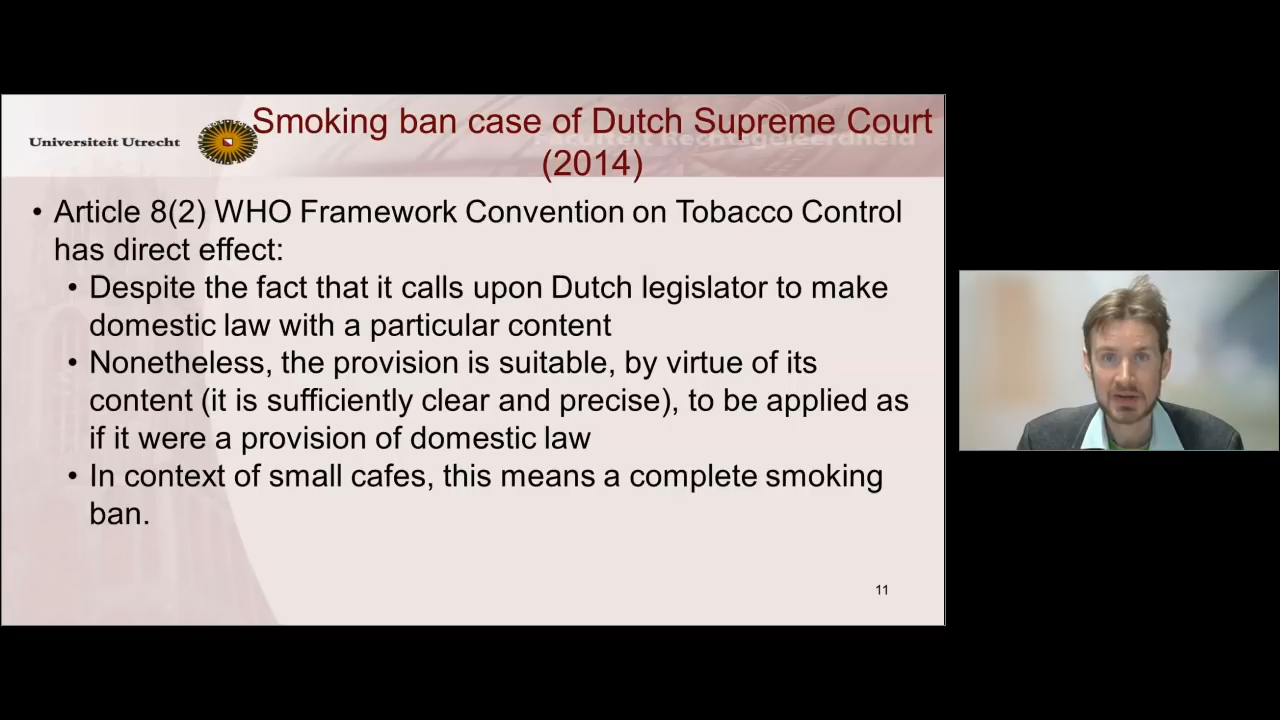 Smoking ban case of Dutch Supreme Court
(2014)
Universiteit Utrecht
Faculteit Rechtsgeleerdheid
• Article 8(2) WHO Framework Convention on Tobacco Control
has direct effect:
• Despite the fact that it calls upon Dutch legislator to make
domestic law with a particular content
• Nonetheless, the provision is suitable, by virtue of its
content (it is sufficiently clear and precise), to be applied as
if it were a provision of domestic law
• In context of small cafes, this means a complete smoking
ban.
11